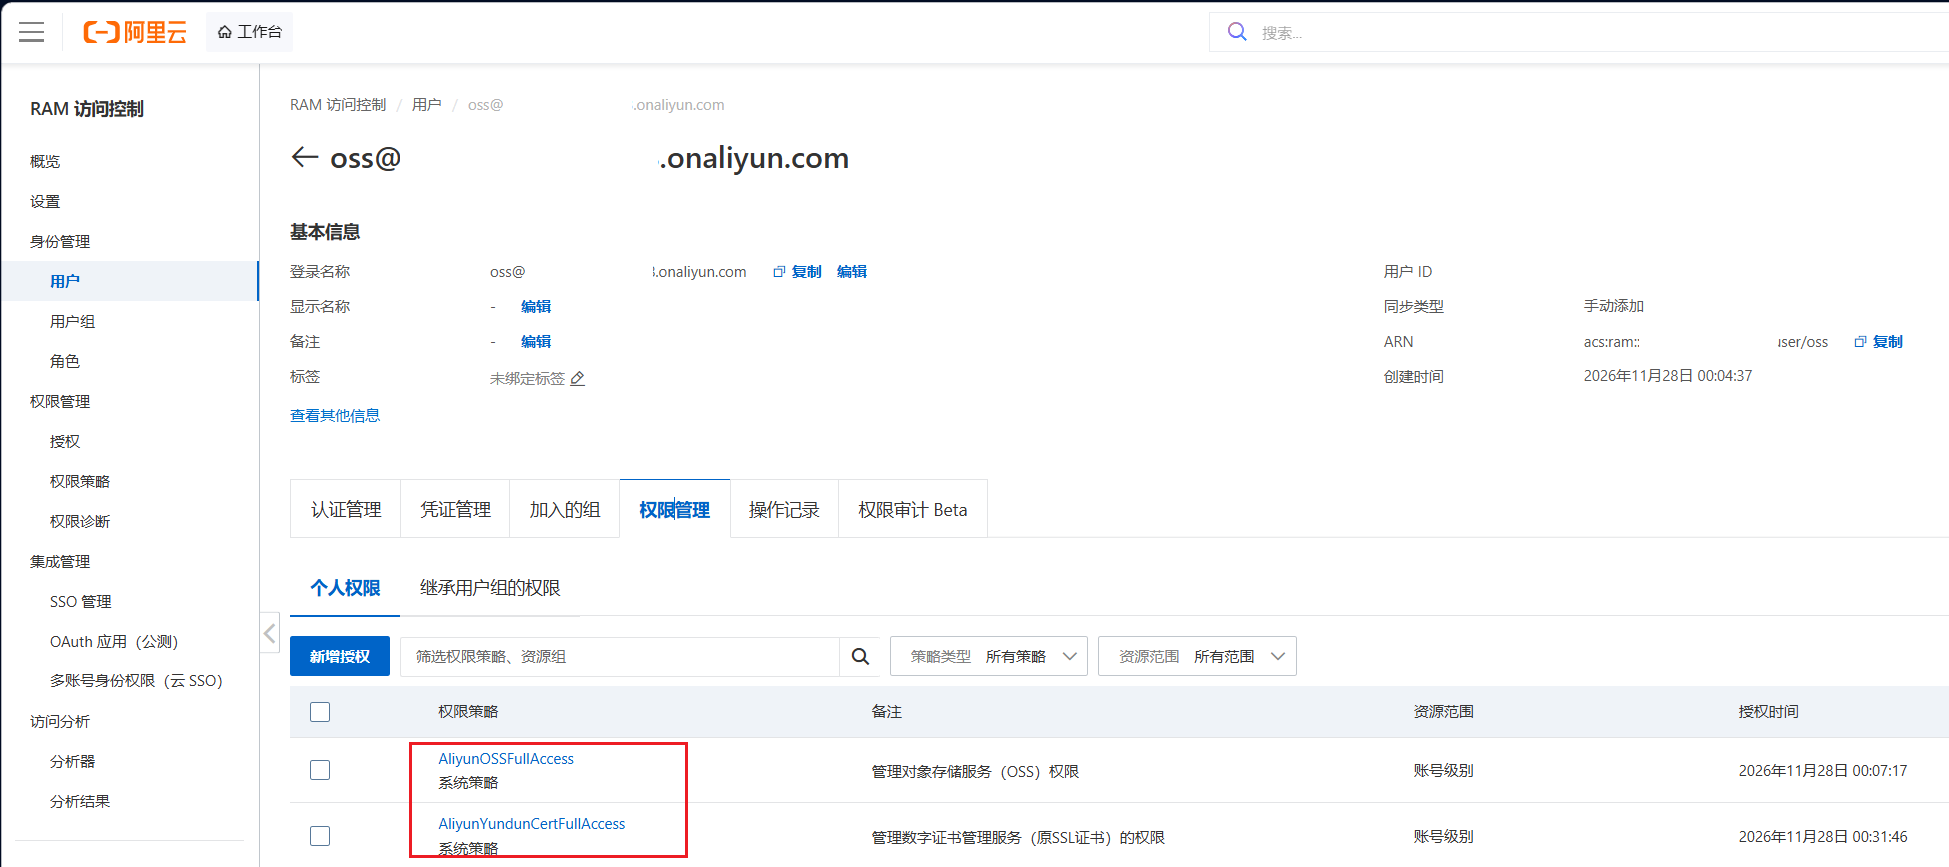 阿里云
工作台
搜索...
RAM 访问控制
概览
设置
身份管理
用户
用户组
角色
权限管理
授权
权限策略
权限诊断
集成管理
SSO 管理
OAuth 应用（公测）
多账号身份权限（云 SSO）
访问分析
分析器
分析结果
RAM 访问控制 / 用户 / oss@ .onaliyun.com
oss@ .onaliyun.com
基本信息
登录名称 oss@ .onaliyun.com 复制 编辑
用户 ID
显示名称 - 编辑
同步类型 手动添加
备注 - 编辑
ARN acs:ram:: user/oss 复制
标签 未绑定标签
创建时间 2026年11月28日 00:04:37
查看其他信息
认证管理 凭证管理 加入的组 权限管理 操作记录 权限审计 Beta
个人权限 继承用户组的权限
新增授权 筛选权限策略、资源组 策略类型 所有策略 资源范围 所有范围
权限策略 备注 资源范围 授权时间
AliyunOSSFullAccess
系统策略
管理对象存储服务（OSS）权限 账号级别 2026年11月28日 00:07:17
AliyunYundunCertFullAccess
系统策略
管理数字证书管理服务（原SSL证书）的权限 账号级别 2026年11月28日 00:31:46